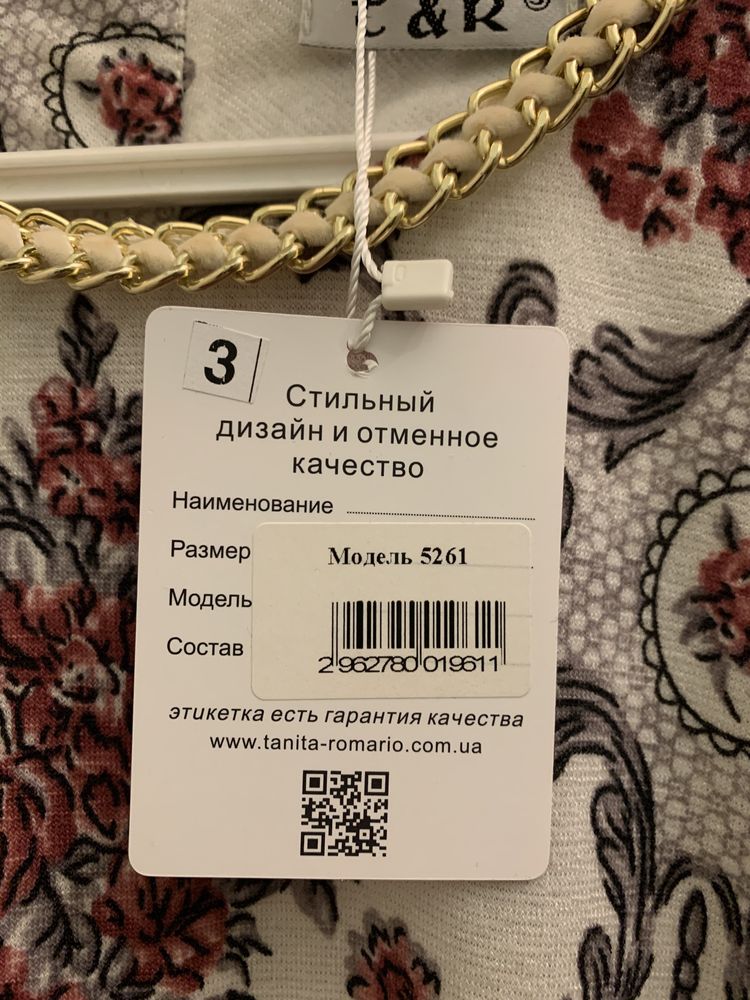 t & R
3
Стильный
дизайн и отменное
качество
Наименование
Размер
Модель 5261
Модель
Состав
2 962780 019611
этикетка есть гарантия качества
www.tanita-romario.com.ua